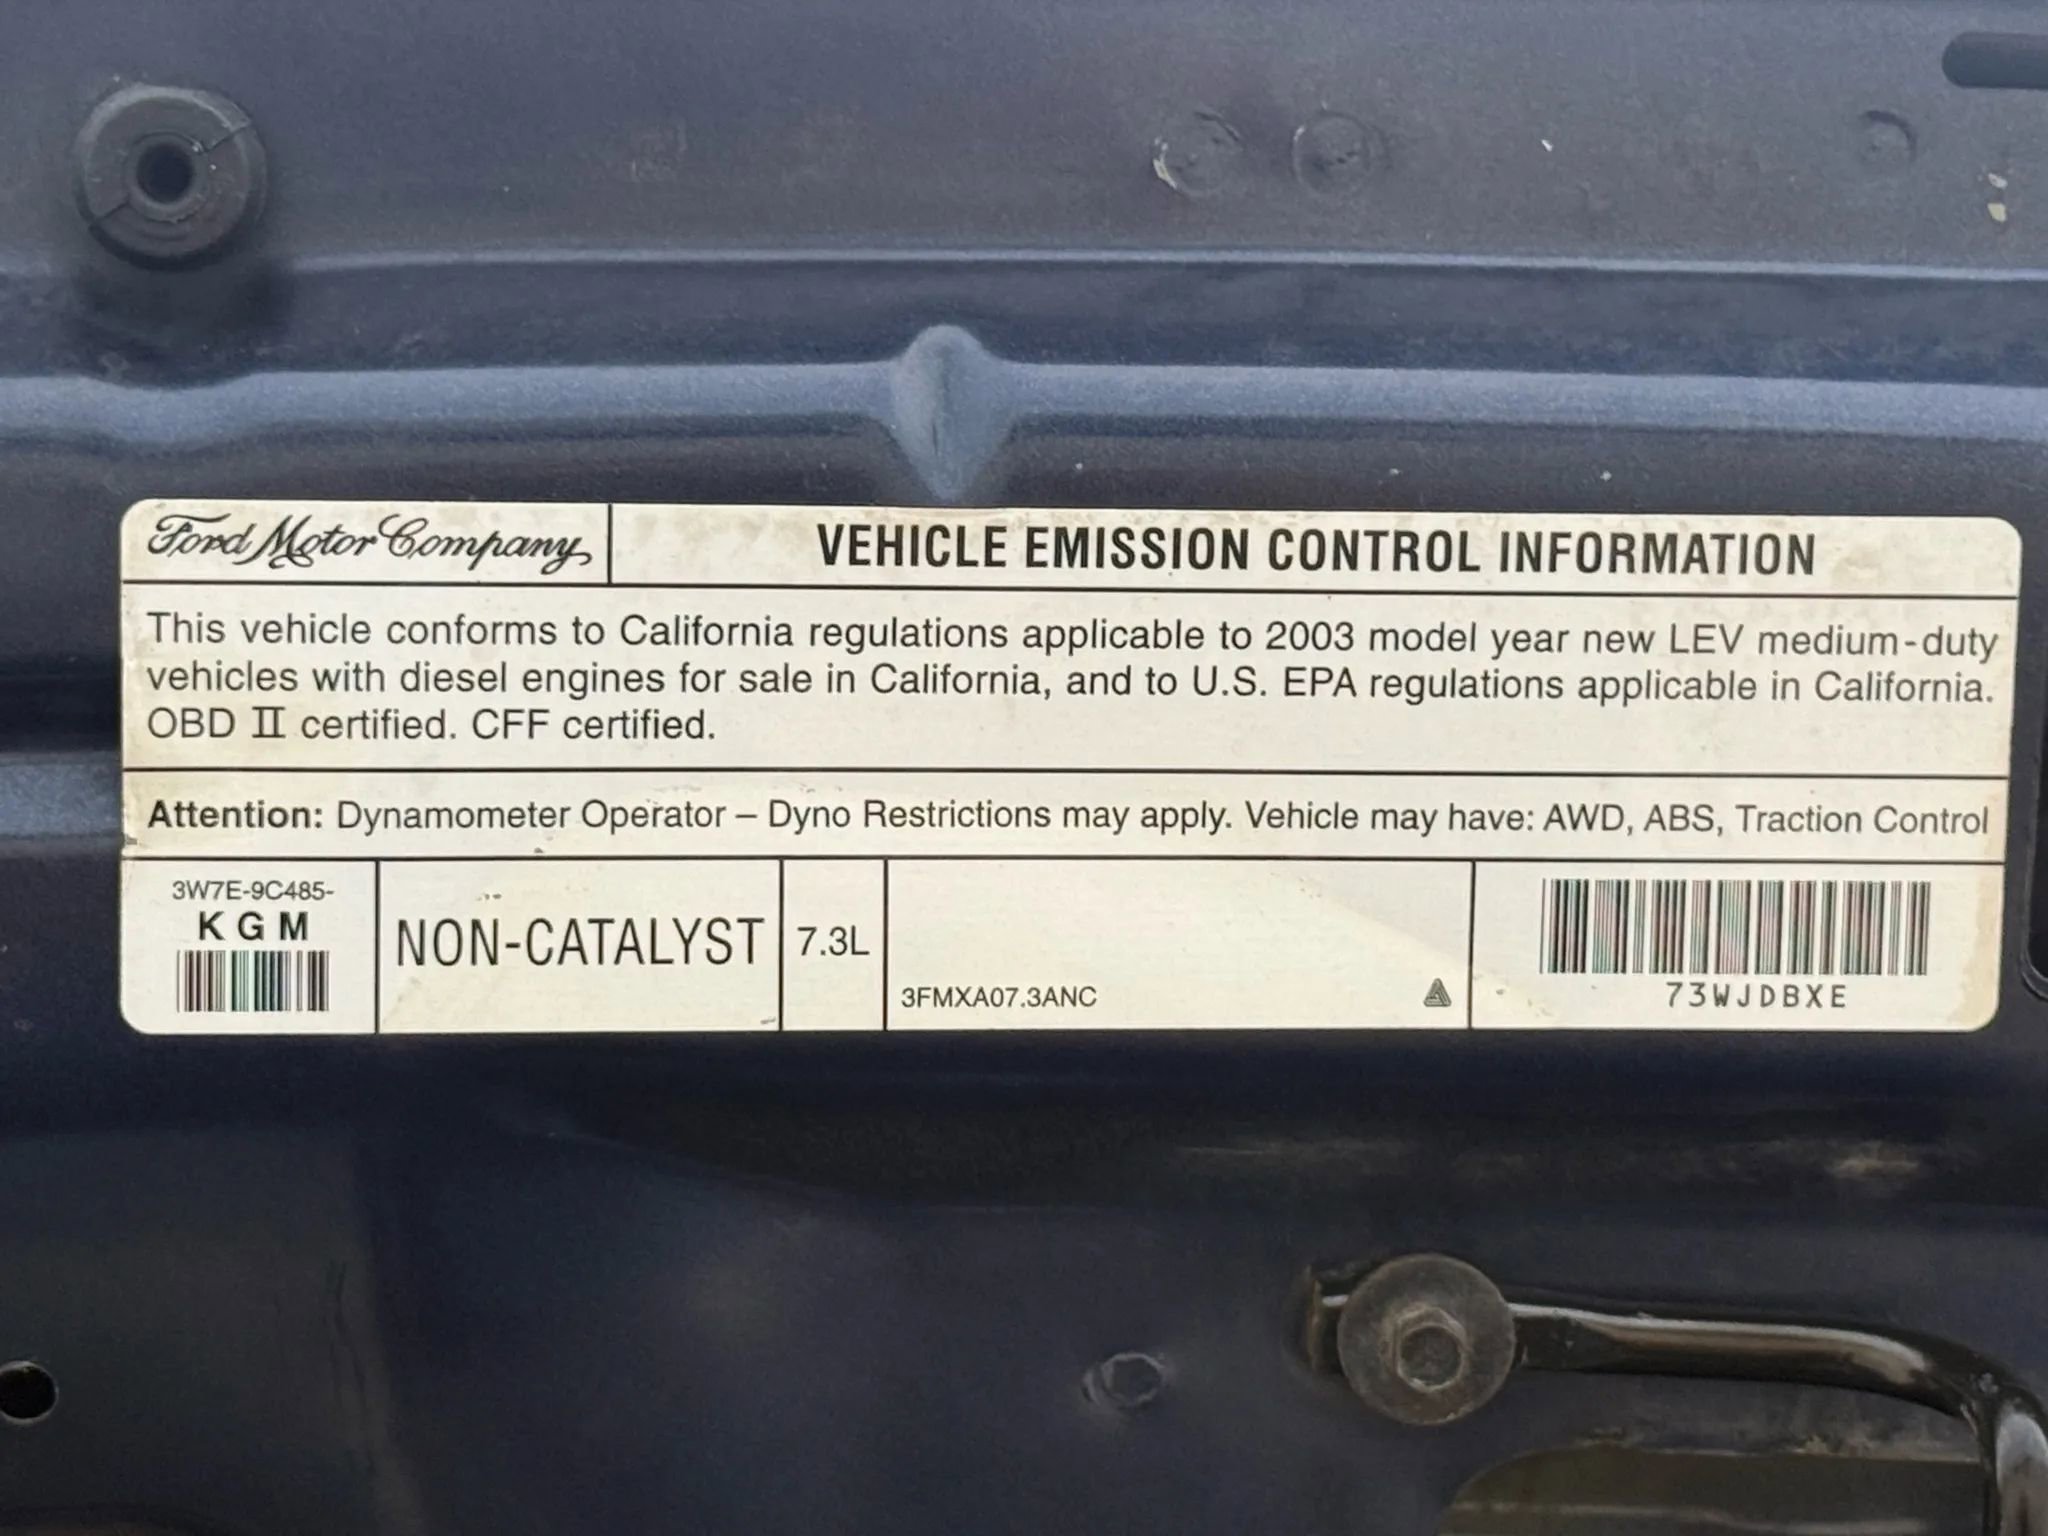 Ford Motor Company
VEHICLE EMISSION CONTROL INFORMATION
This vehicle conforms to California regulations applicable to 2003 model year new LEV medium-duty
vehicles with diesel engines for sale in California, and to U.S. EPA regulations applicable in California.
OBD II certified. CFF certified.
Attention: Dynamometer Operator – Dyno Restrictions may apply. Vehicle may have: AWD, ABS, Traction Control
3W7E-9C485-
KGM
NON-CATALYST
7.3L
3FMXA07.3ANC
73WJDBXE